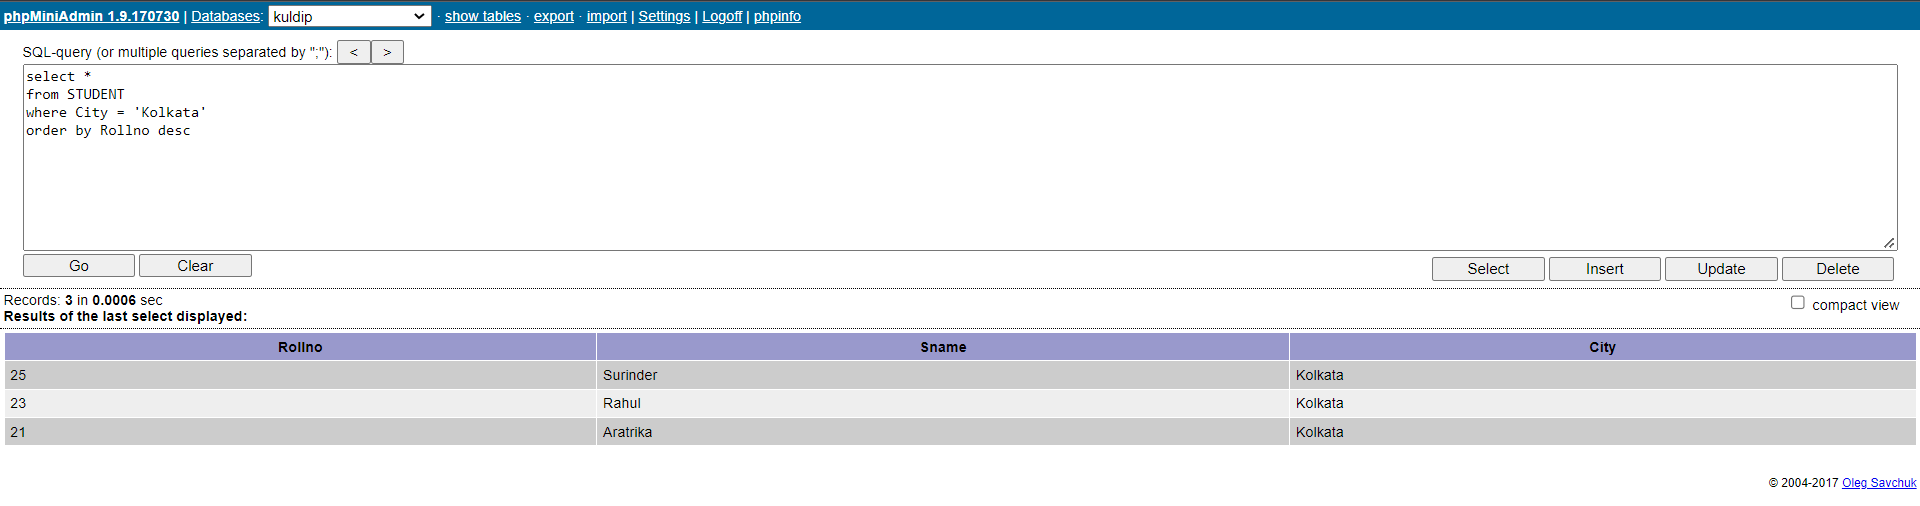 phpMiniAdmin 1.9.170730 | Databases: kuldip · show tables · export · import | Settings | Logoff | phpinfo
SQL-query (or multiple queries separated by ";"): < >
select *
from STUDENT
where City = 'Kolkata'
order by Rollno desc
Go Clear Select Insert Update Delete
Records: 3 in 0.0006 sec compact view
Results of the last select displayed:
Rollno Sname City
25 Surinder Kolkata
23 Rahul Kolkata
21 Aratrika Kolkata
© 2004-2017 Oleg Savchuk